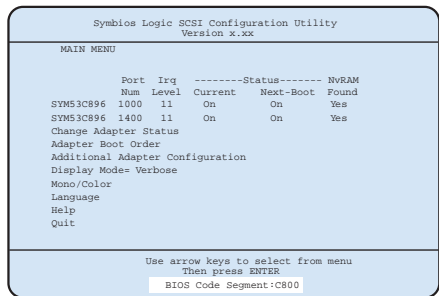 Symbios Logic SCSI Configuration Utility
Version x.xx
MAIN MENU
Port Irq --------Status------- NvRAM
Num Level Current Next-Boot Found
SYM53C896 1000 11 On On Yes
SYM53C896 1400 11 On On Yes
Change Adapter Status
Adapter Boot Order
Additional Adapter Configuration
Display Mode= Verbose
Mono/Color
Language
Help
Quit
Use arrow keys to select from menu
Then press ENTER
BIOS Code Segment:C800